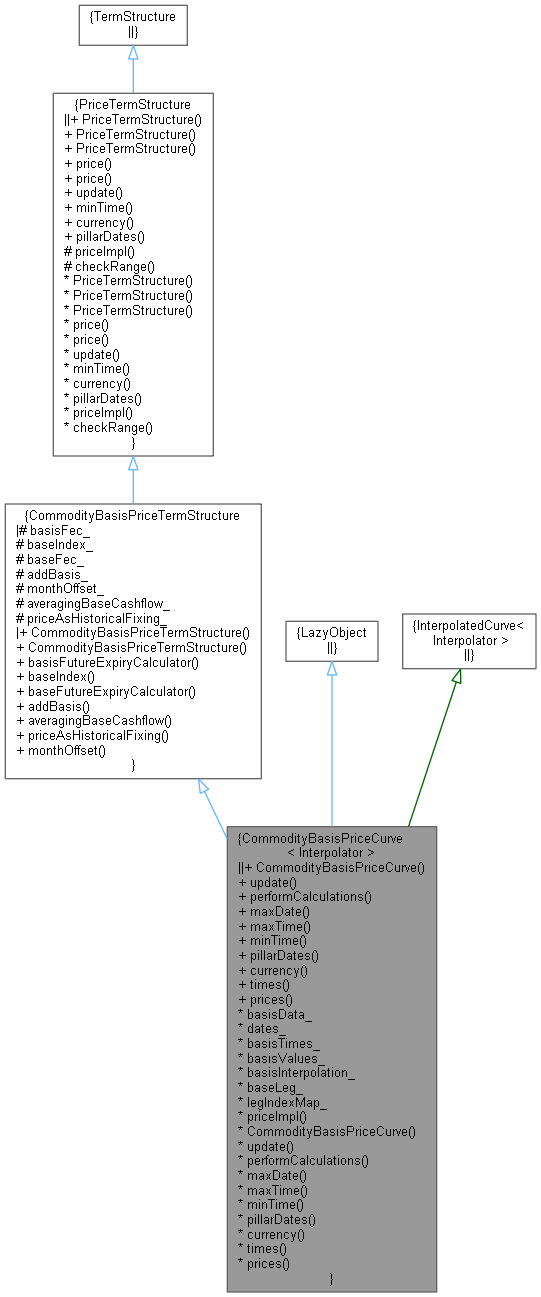 {TermStructure
||}
{PriceTermStructure
||+ PriceTermStructure()
+ PriceTermStructure()
+ PriceTermStructure()
+ price()
+ price()
+ update()
+ minTime()
+ currency()
+ pillarDates()
# priceImpl()
# checkRange()
* PriceTermStructure()
* PriceTermStructure()
* PriceTermStructure()
* price()
* price()
* update()
* minTime()
* currency()
* pillarDates()
* priceImpl()
* checkRange()
}
{CommodityBasisPriceTermStructure
|# basisFec_
# baseIndex_
# baseFec_
# addBasis_
# monthOffset_
# averagingBaseCashflow_
# priceAsHistoricalFixing_
|+ CommodityBasisPriceTermStructure()
+ CommodityBasisPriceTermStructure()
+ basisFutureExpiryCalculator()
+ baseIndex()
+ baseFutureExpiryCalculator()
+ addBasis()
+ averagingBaseCashflow()
+ priceAsHistoricalFixing()
+ monthOffset()
}
{LazyObject
||}
{InterpolatedCurve<
Interpolator >
||}
{CommodityBasisPriceCurve
< Interpolator >
||+ CommodityBasisPriceCurve()
+ update()
+ performCalculations()
+ maxDate()
+ maxTime()
+ minTime()
+ pillarDates()
+ currency()
+ times()
+ prices()
* basisData_
* dates_
* basisTimes_
* basisValues_
* basisInterpolation_
* baseLeg_
* legIndexMap_
* priceImpl()
* CommodityBasisPriceCurve()
* update()
* performCalculations()
* maxDate()
* maxTime()
* minTime()
* pillarDates()
* currency()
* times()
* prices()
}